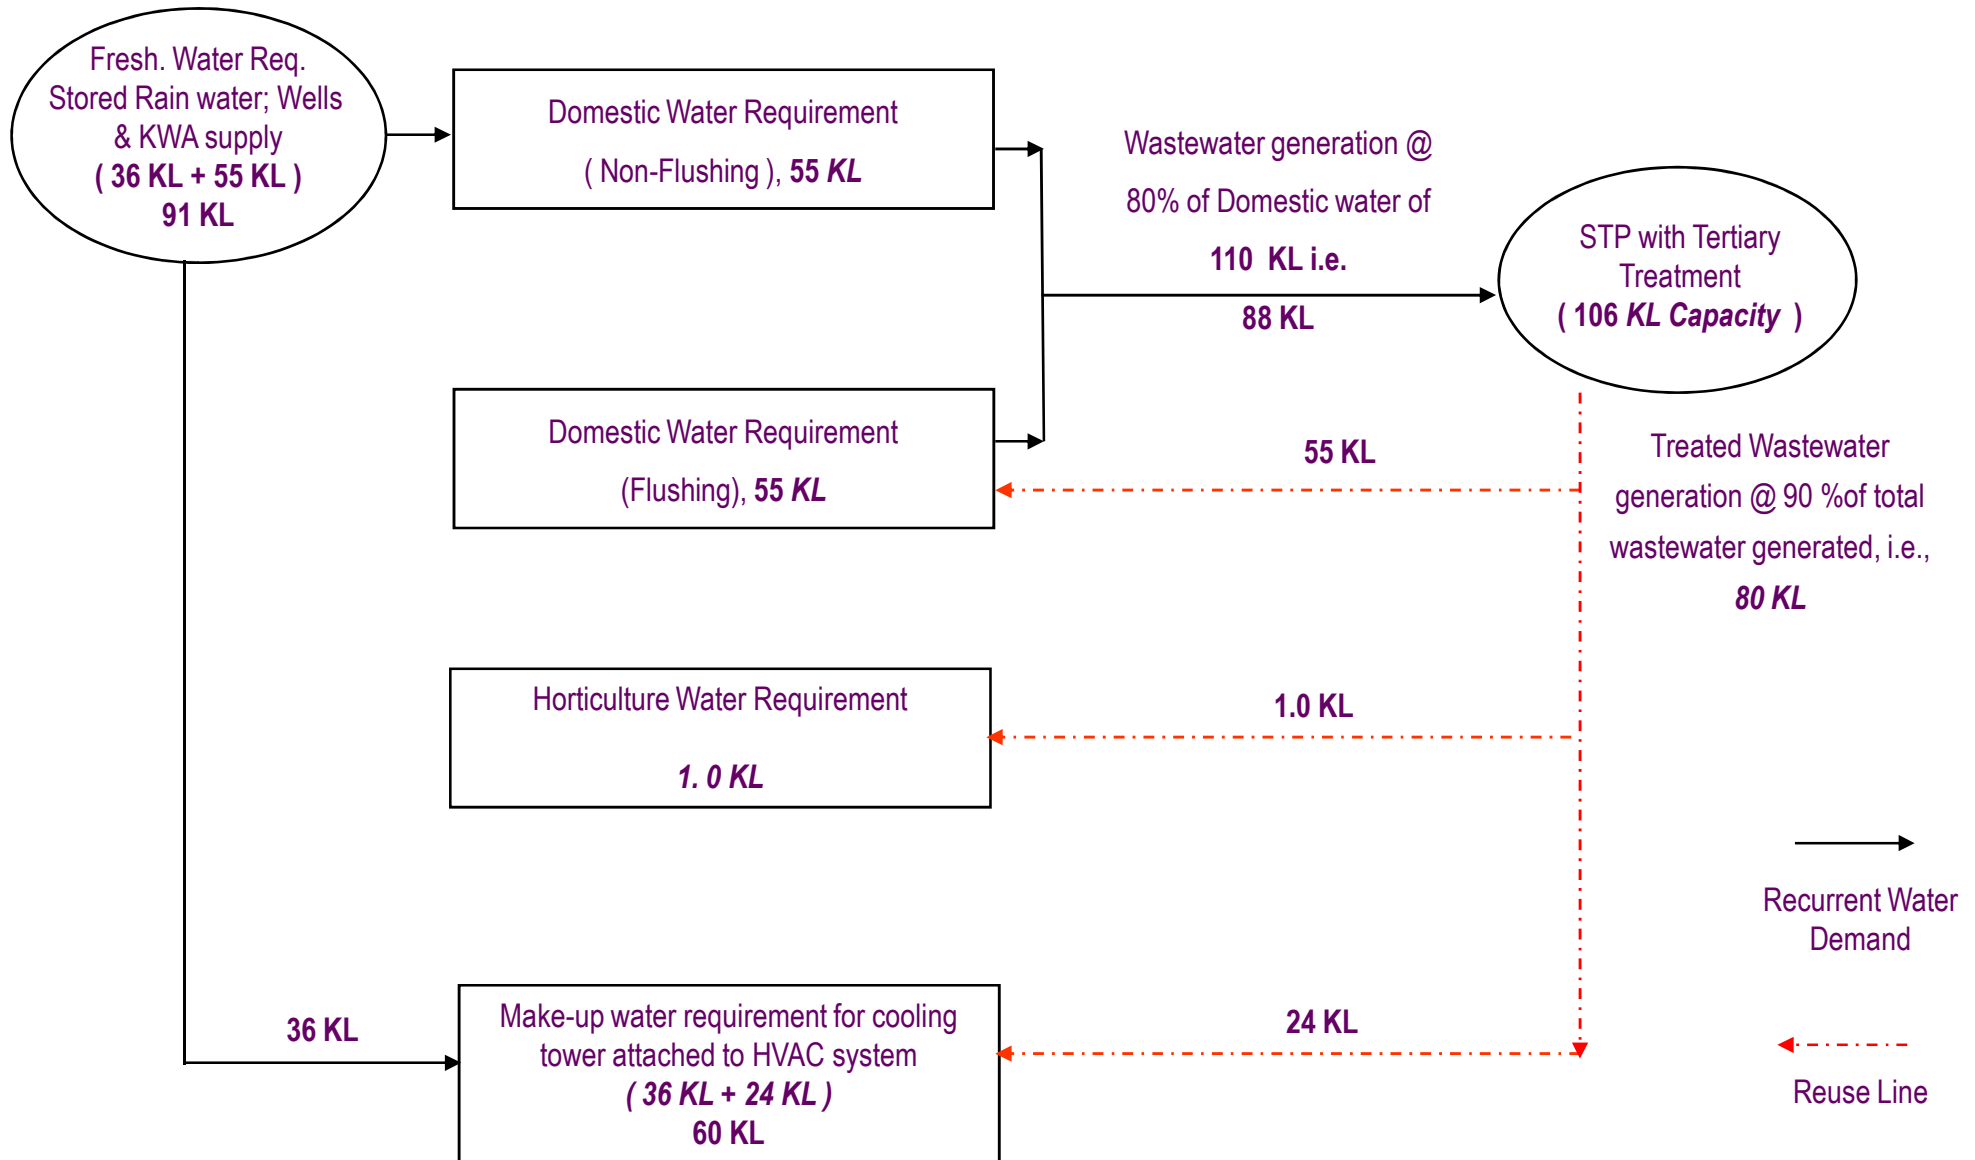 Fresh. Water Req.
Stored Rain water; Wells
& KWA supply
( 36 KL + 55 KL )
91 KL
Domestic Water Requirement
( Non-Flushing ), 55 KL
Wastewater generation @
80% of Domestic water of
110 KL i.e.
88 KL
STP with Tertiary
Treatment
( 106 KL Capacity )
Domestic Water Requirement
(Flushing), 55 KL
55 KL
Treated Wastewater
generation @ 90 %of total
wastewater generated, i.e.,
80 KL
Horticulture Water Requirement
1. 0 KL
1.0 KL
Recurrent Water
Demand
36 KL
Make-up water requirement for cooling
tower attached to HVAC system
( 36 KL + 24 KL )
60 KL
24 KL
Reuse Line